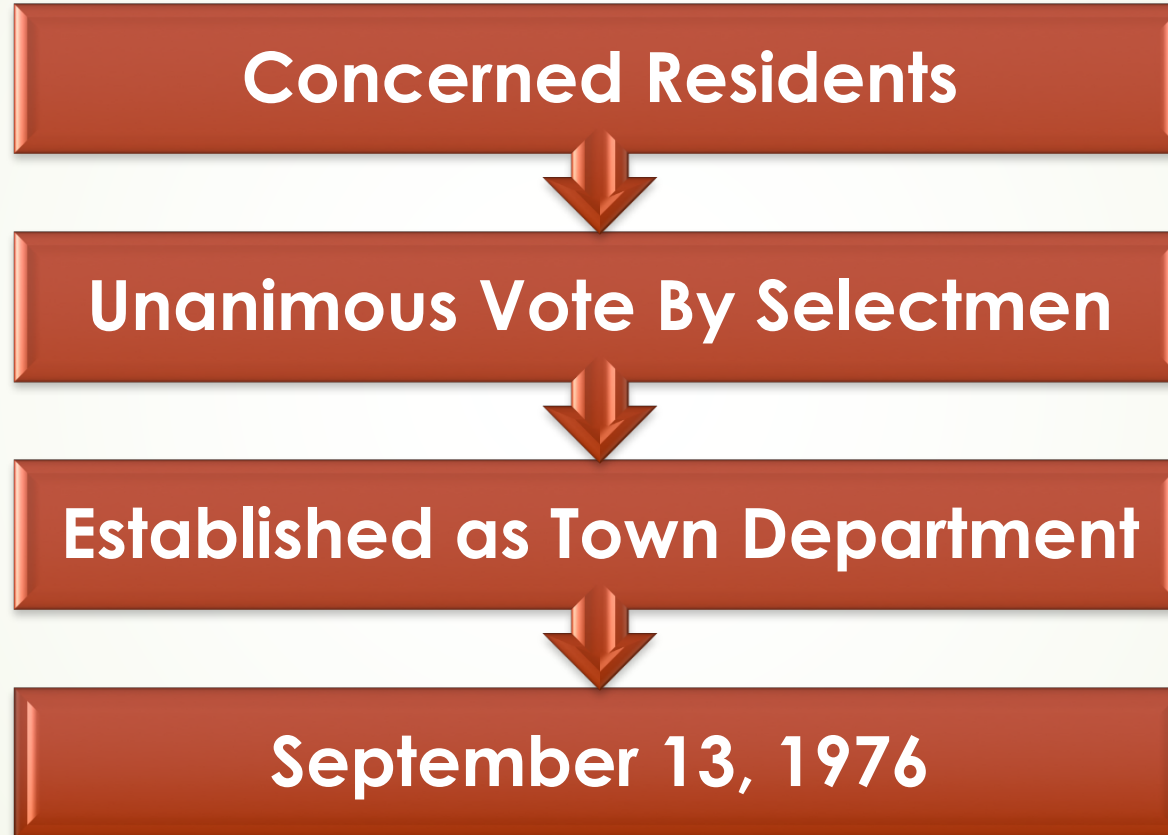 Concerned Residents
Unanimous Vote By Selectmen
Established as Town Department
September 13, 1976